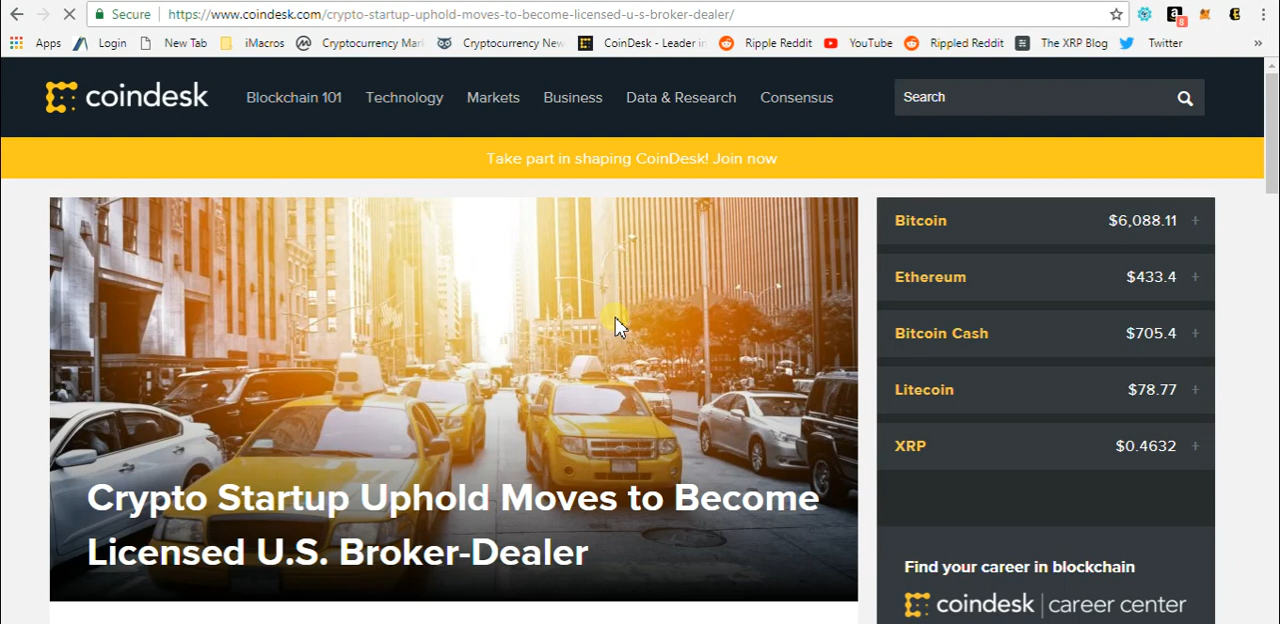 Secure https://www.coindesk.com/crypto-startup-uphold-moves-to-become-licensed-u-s-broker-dealer/
8
Apps Login New Tab iMacros Cryptocurrency Mar Cryptocurrency New CoinDesk - Leader in Ripple Reddit YouTube Rippled Reddit The XRP Blog Twitter »
coindesk Blockchain 101 Technology Markets Business Data & Research Consensus Search
Take part in shaping CoinDesk! Join now
Crypto Startup Uphold Moves to Become
Licensed U.S. Broker-Dealer
Bitcoin $6,088.11 +
Ethereum $433.4 +
Bitcoin Cash $705.4 +
Litecoin $78.77 +
XRP $0.4632 +
Find your career in blockchain
coindesk | career center